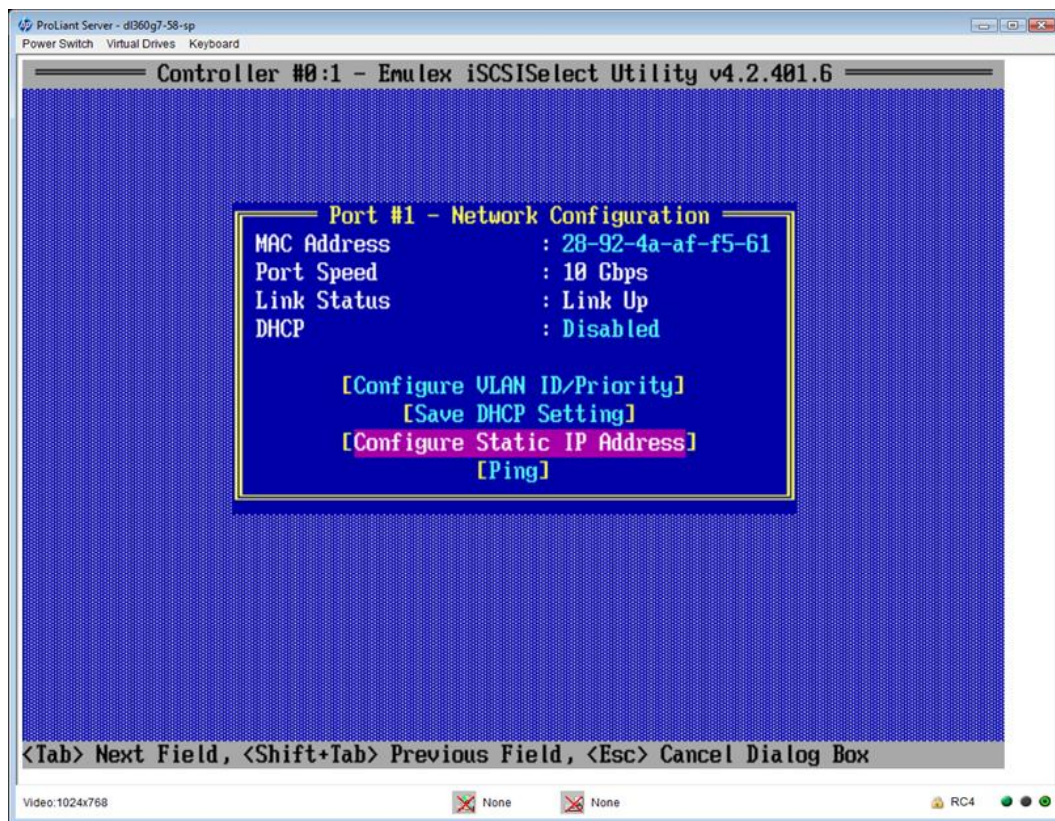 ProLiant Server - dl360g7-58-sp
Power Switch Virtual Drives Keyboard
Controller #0:1 - Emulex iSCSISelect Utility v4.2.401.6
Port #1 - Network Configuration
MAC Address : 28-92-4a-af-f5-61
Port Speed : 10 Gbps
Link Status : Link Up
DHCP : Disabled
[Configure VLAN ID/Priority]
[Save DHCP Setting]
[Configure Static IP Address]
[Ping]
<Tab> Next Field, <Shift+Tab> Previous Field, <Esc> Cancel Dialog Box
Video:1024x768 None None RC4